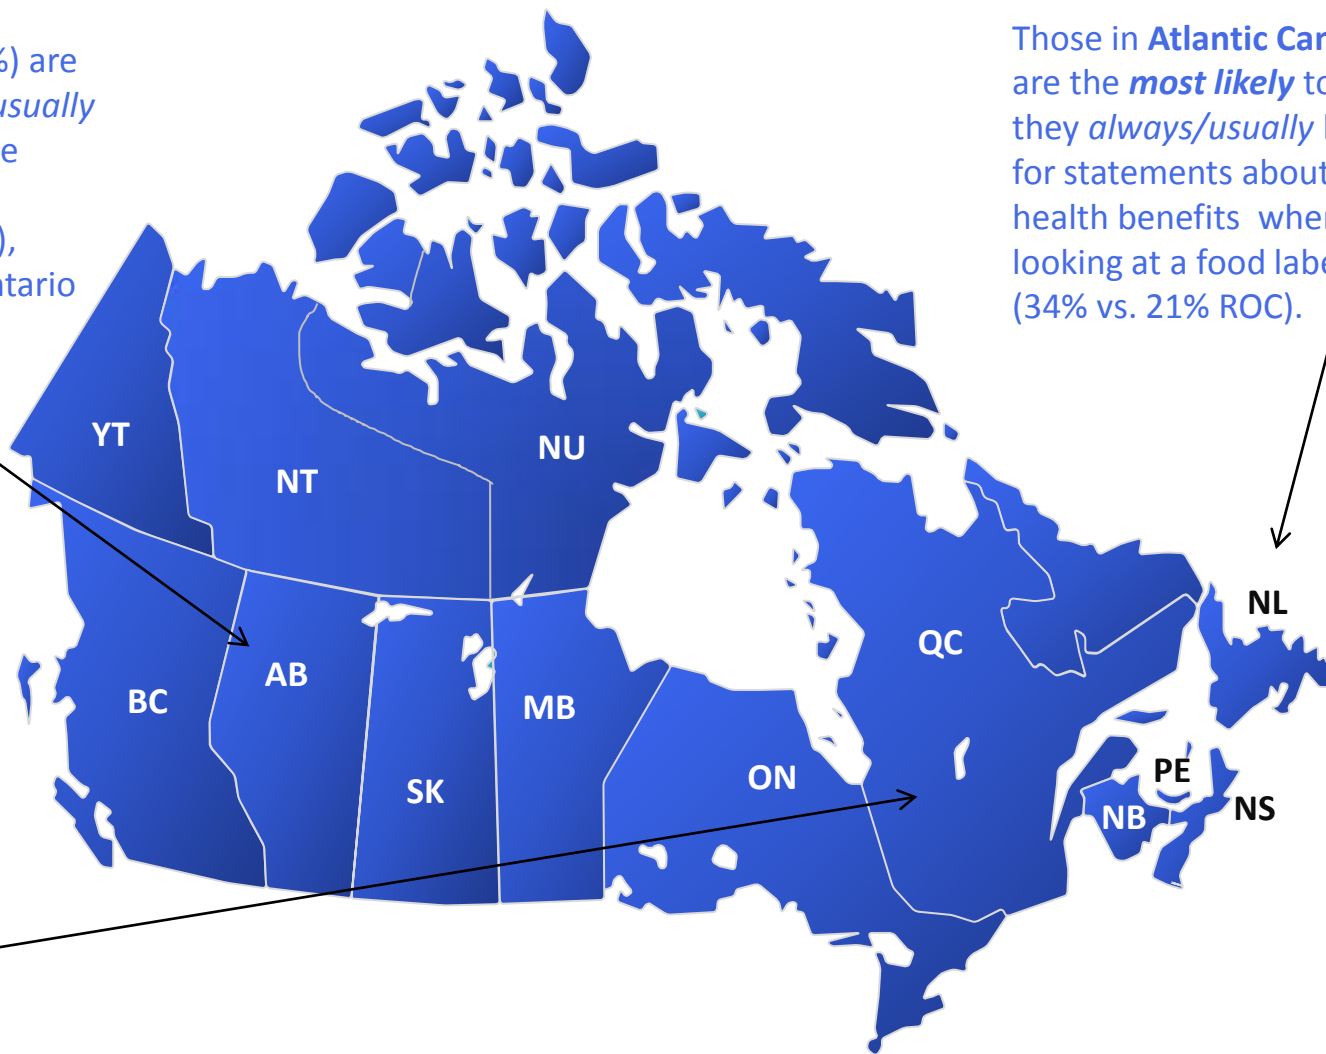 %) are
usually
e
),
ntario
Those in Atlantic Can
are the most likely to
they always/usually l
for statements about
health benefits when
looking at a food labe
(34% vs. 21% ROC).
YT
NT
NU
BC
AB
SK
MB
ON
QC
NL
PE
NB
NS